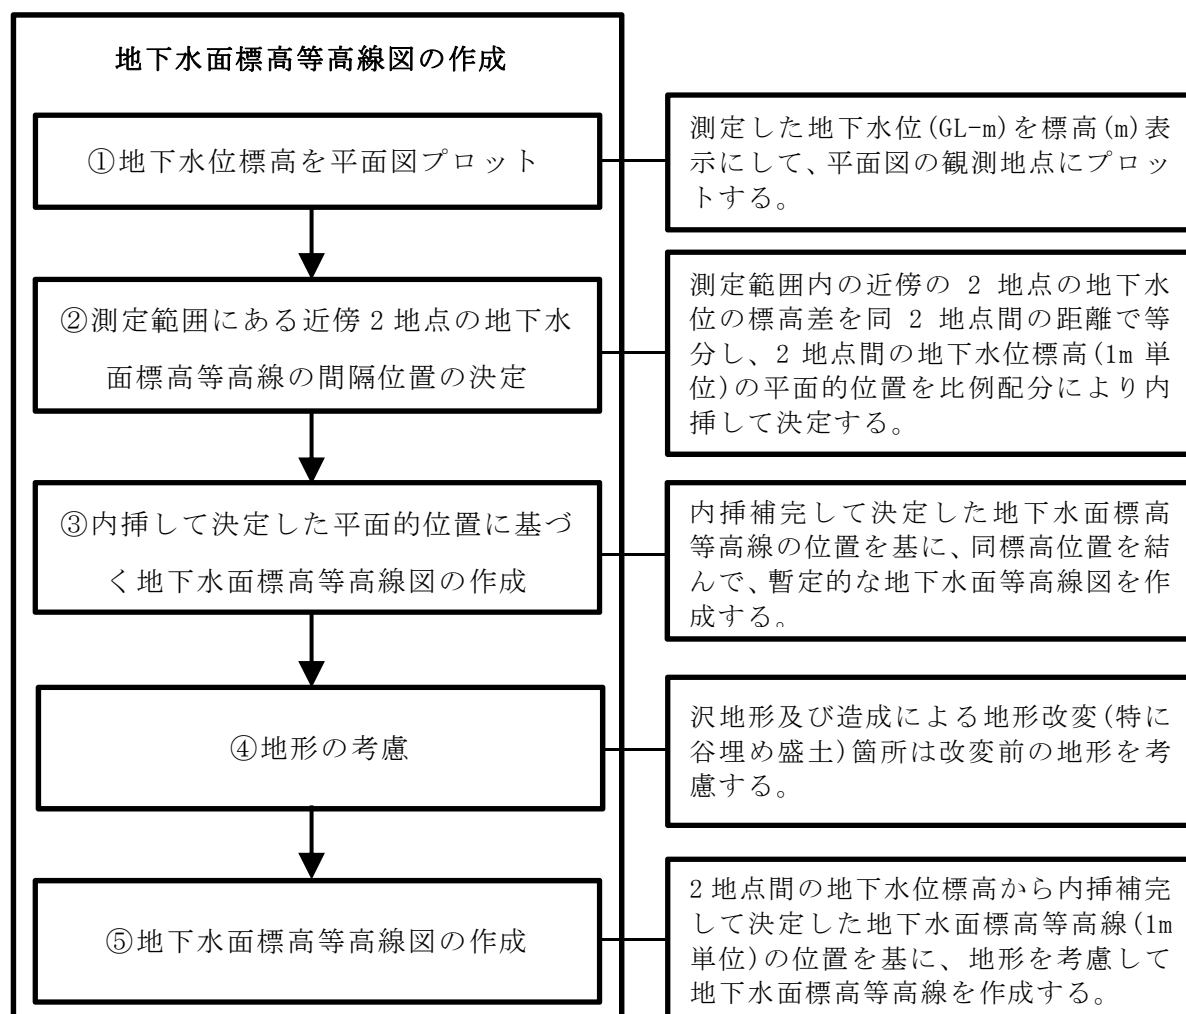 地下水面標高等高線図の作成
①地下水位標高を平面図プロット
測定した地下水位(GL-m)を標高(m)表
示にして、平面図の観測地点にプロッ
トする。
②測定範囲にある近傍2地点の地下水
面標高等高線の間隔位置の決定
測定範囲内の近傍の 2 地点の地下水
位の標高差を同 2 地点間の距離で等
分し、2 地点間の地下水位標高(1m 単
位)の平面的位置を比例配分により内
挿して決定する。
③内挿して決定した平面的位置に基づ
く地下水面標高等高線図の作成
内挿補完して決定した地下水面標高
等高線の位置を基に、同標高位置を結
んで、暫定的な地下水面等高線図を作
成する。
④地形の考慮
沢地形及び造成による地形改変(特に
谷埋め盛土)箇所は改変前の地形を考
慮する。
⑤地下水面標高等高線図の作成
2 地点間の地下水位標高から内挿補完
して決定した地下水面標高等高線(1m
単位)の位置を基に、地形を考慮して
地下水面標高等高線を作成する。